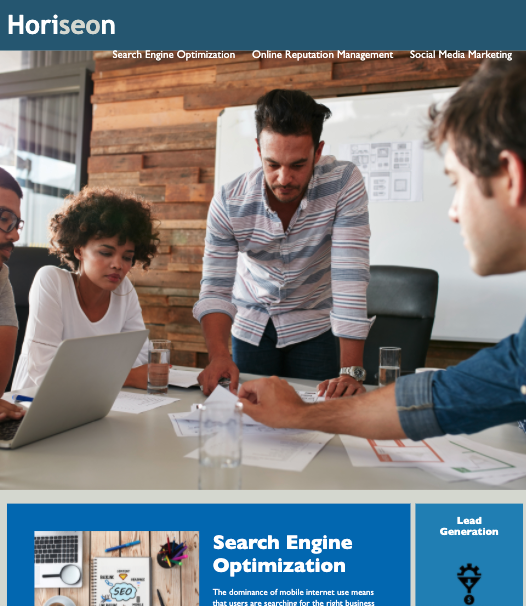 Horiseon
Search Engine Optimization Online Reputation Management Social Media Marketing
SEO
Search Engine
Optimization
The dominance of mobile internet use means
that users are searching for the right business
Lead
Generation